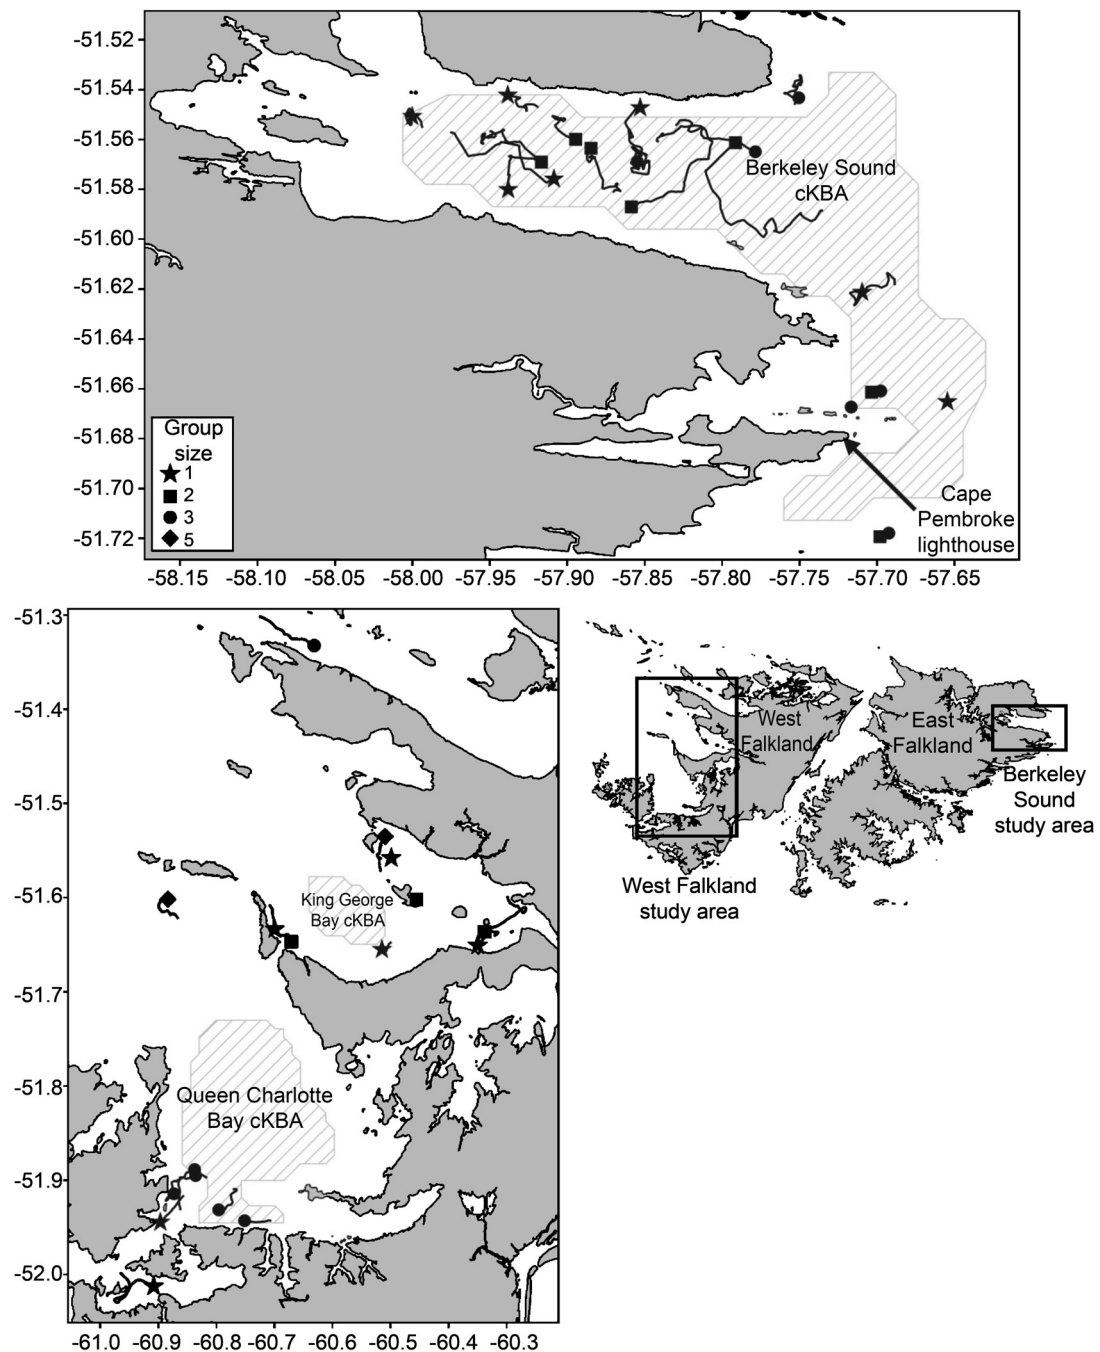 -51.52
-51.54
-51.56
-51.58
-51.60
-51.62
-51.64
-51.66
-51.68
-51.70
-51.72
Berkeley Sound
cKBA
Group
size
1
2
3
5
Cape
Pembroke
lighthouse
-58.15 -58.10 -58.05 -58.00 -57.95 -57.90 -57.85 -57.80 -57.75 -57.70 -57.65
-51.3
-51.4
-51.5
-51.6
-51.7
-51.8
-51.9
-52.0
King George
Bay cKBA
Queen Charlotte
Bay cKBA
-61.0 -60.9 -60.8 -60.7 -60.6 -60.5 -60.4 -60.3
West
Falkland
East
Falkland
Berkeley
Sound
study area
West Falkland
study area